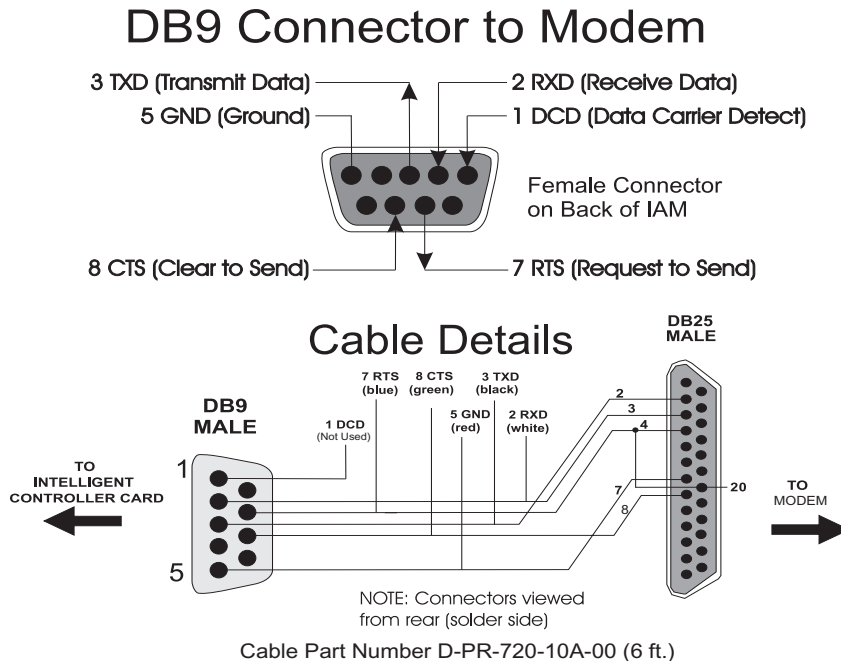 DB9 Connector to Modem
3 TXD (Transmit Data)
2 RXD (Receive Data)
5 GND (Ground)
1 DCD (Data Carrier Detect)
Female Connector
on Back of IAM
8 CTS (Clear to Send)
7 RTS (Request to Send)
Cable Details
DB25
MALE
DB9
MALE
7 RTS
(blue)
8 CTS
(green)
3 TXD
(black)
1 DCD
(Not Used)
5 GND
(red)
2 RXD
(white)
2
3
4
1
TO
INTELLIGENT
CONTROLLER CARD
7
20
TO
MODEM
8
5
NOTE: Connectors viewed
from rear (solder side)
Cable Part Number D-PR-720-10A-00 (6 ft.)